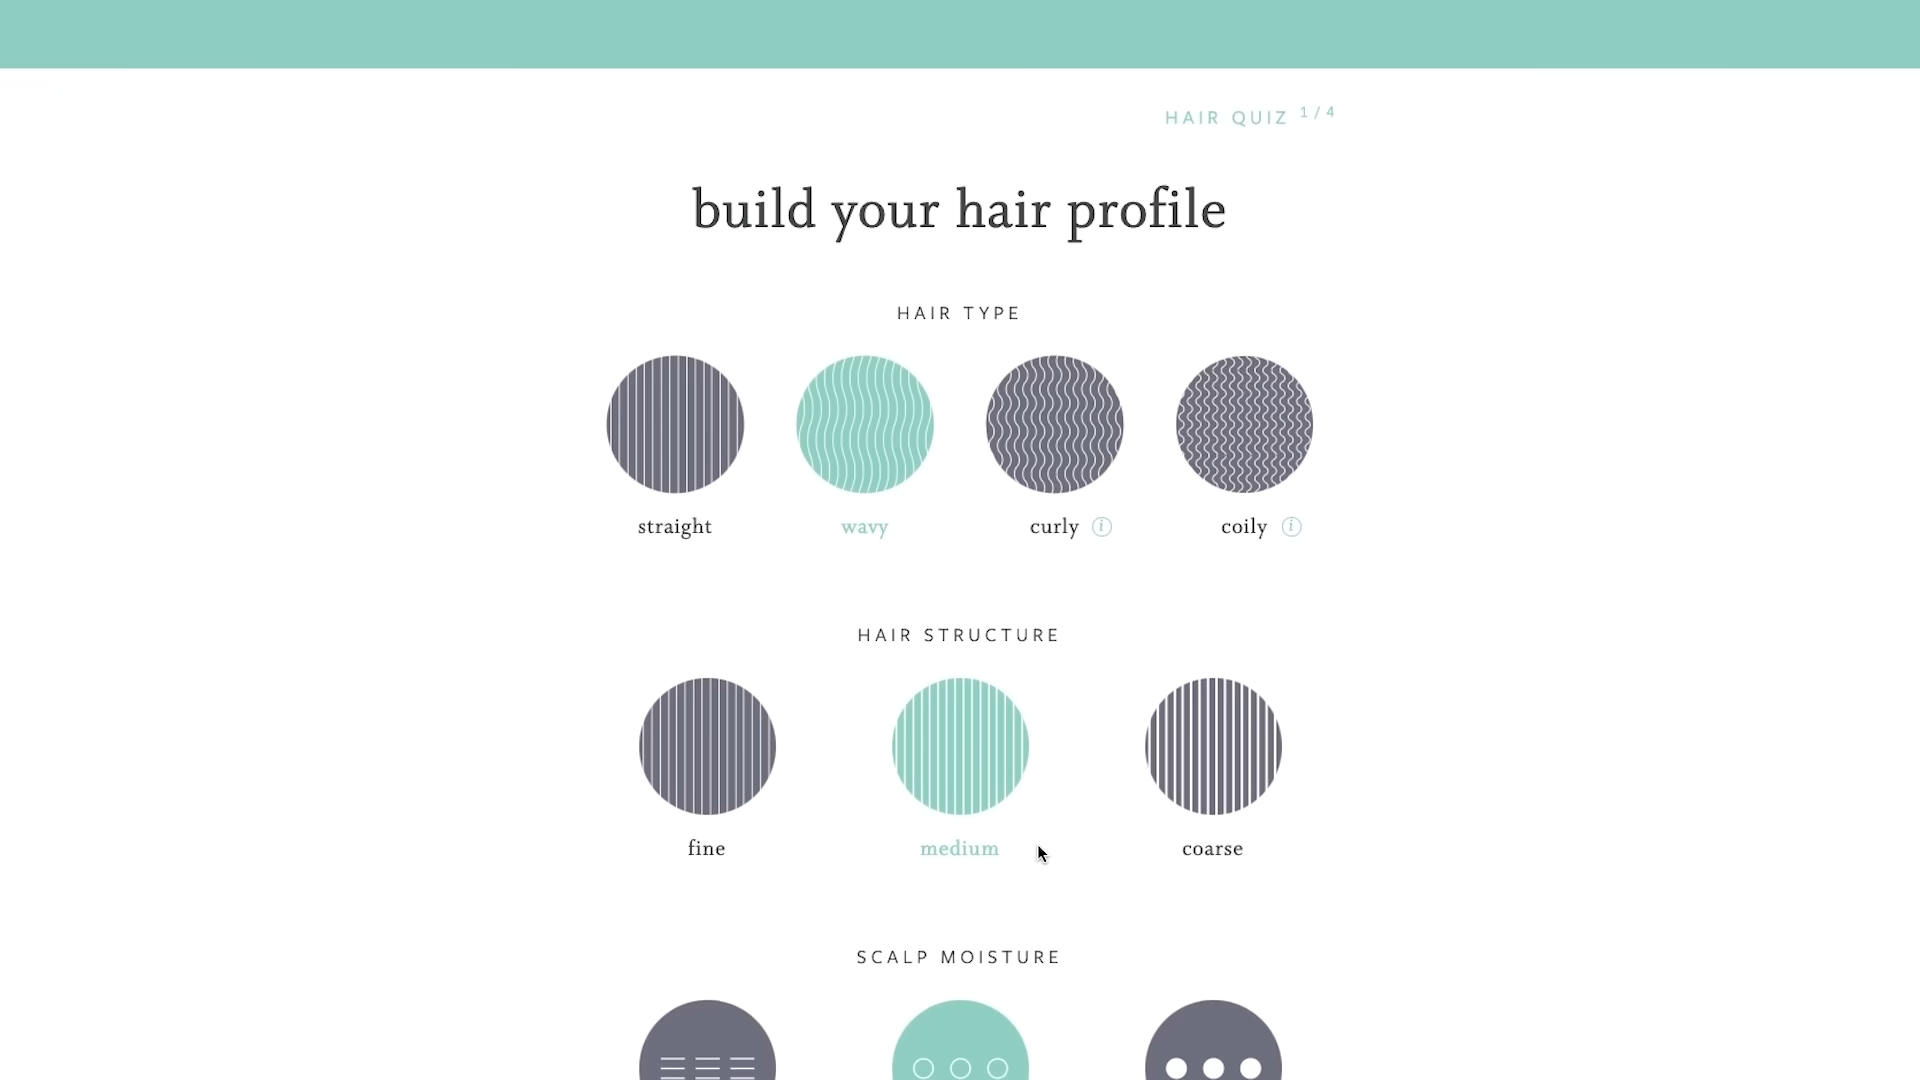 HAIR QUIZ 1 / 4
build your hair profile
HAIR TYPE
straight
wavy
curly i
coily i
HAIR STRUCTURE
fine
medium
coarse
SCALP MOISTURE